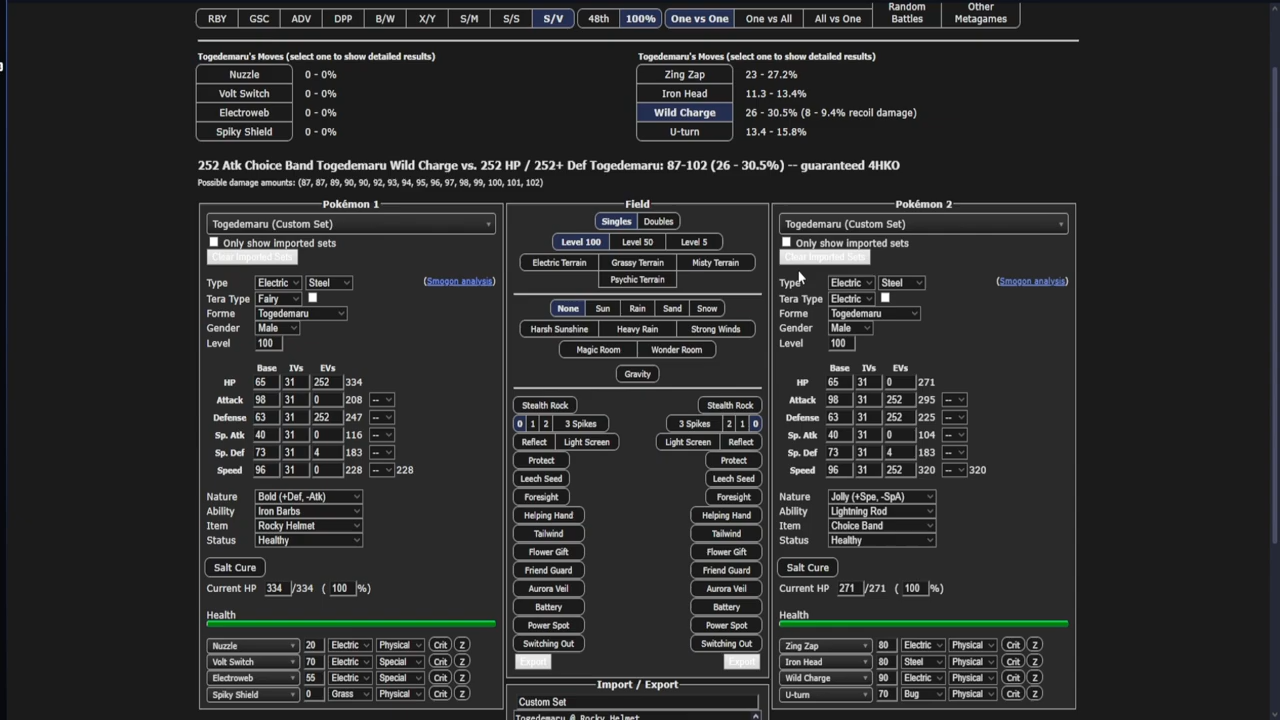 RBY GSC ADV DPP B/W X/Y S/M S/S S/V 48th 100% One vs One One vs All All vs One Random Battles Other Metagames
Togedemaru's Moves (select one to show detailed results) Togedemaru's Moves (select one to show detailed results)
Nuzzle 0 - 0% Zing Zap 23 - 27.2%
Volt Switch 0 - 0% Iron Head 11.3 - 13.4%
Electroweb 0 - 0% Wild Charge 26 - 30.5% (8 - 9.4% recoil damage)
Spiky Shield 0 - 0% U-turn 13.4 - 15.8%
252 Atk Choice Band Togedemaru Wild Charge vs. 252 HP / 252+ Def Togedemaru: 87-102 (26 - 30.5%) -- guaranteed 4HKO
Possible damage amounts: (87, 87, 89, 90, 90, 92, 93, 94, 95, 96, 97, 98, 99, 100, 101, 102)
Pokémon 1
Togedemaru (Custom Set)
Only show imported sets
Clear Imported Sets
Type Electric Steel (Smogon analysis)
Tera Type Fairy
Forme Togedemaru
Gender Male
Level 100
Base IVs EVs
HP 65 31 252 334
Attack 98 31 0 208 --
Defense 63 31 252 247 --
Sp. Atk 40 31 0 116 --
Sp. Def 73 31 4 183 --
Speed 96 31 0 228 -- 228
Nature Bold (+Def, -Atk)
Ability Iron Barbs
Item Rocky Helmet
Status Healthy
Salt Cure
Current HP 334 /334 ( 100 %)
Health
Nuzzle 20 Electric Physical Crit Z
Volt Switch 70 Electric Special Crit Z
Electroweb 55 Electric Special Crit Z
Spiky Shield 0 Grass Physical Crit Z
Field
Singles Doubles
Level 100 Level 50 Level 5
Electric Terrain Grassy Terrain Misty Terrain
Psychic Terrain
None Sun Rain Sand Snow
Harsh Sunshine Heavy Rain Strong Winds
Magic Room Wonder Room
Gravity
Stealth Rock Stealth Rock
0 1 2 3 Spikes 3 Spikes 2 1 0
Reflect Light Screen Light Screen Reflect
Protect Protect
Leech Seed Leech Seed
Foresight Foresight
Helping Hand Helping Hand
Tailwind Tailwind
Flower Gift Flower Gift
Friend Guard Friend Guard
Aurora Veil Aurora Veil
Battery Battery
Power Spot Power Spot
Switching Out Switching Out
Export Export
Import / Export
Custom Set
Togedemaru @ Rocky Helmet
Pokémon 2
Togedemaru (Custom Set)
Only show imported sets
Clear Imported Sets
Type Electric Steel (Smogon analysis)
Tera Type Electric
Forme Togedemaru
Gender Male
Level 100
Base IVs EVs
HP 65 31 0 271
Attack 98 31 252 295 --
Defense 63 31 252 225 --
Sp. Atk 40 31 0 104 --
Sp. Def 73 31 4 183 --
Speed 96 31 252 320 -- 320
Nature Jolly (+Spe, -SpA)
Ability Lightning Rod
Item Choice Band
Status Healthy
Salt Cure
Current HP 271 /271 ( 100 %)
Health
Zing Zap 80 Electric Physical Crit Z
Iron Head 80 Steel Physical Crit Z
Wild Charge 90 Electric Physical Crit Z
U-turn 70 Bug Physical Crit Z